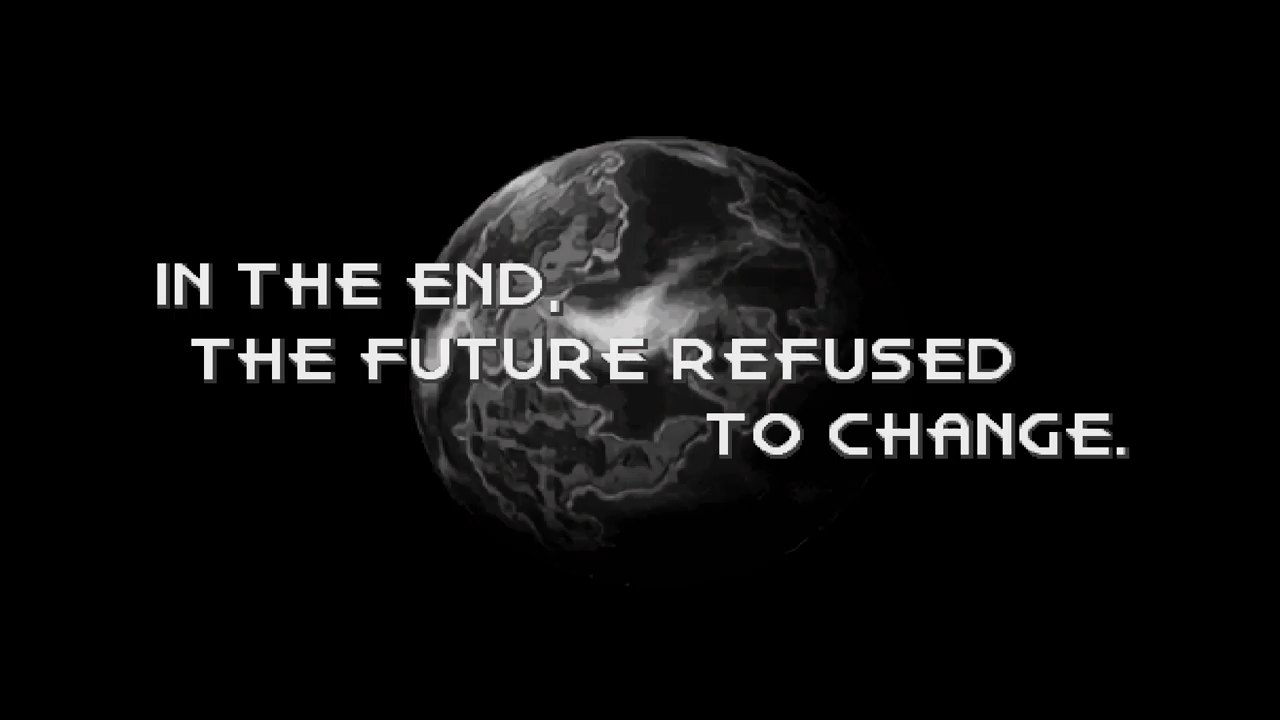 IN THE END,
THE FUTURE REFUSED
TO CHANGE.